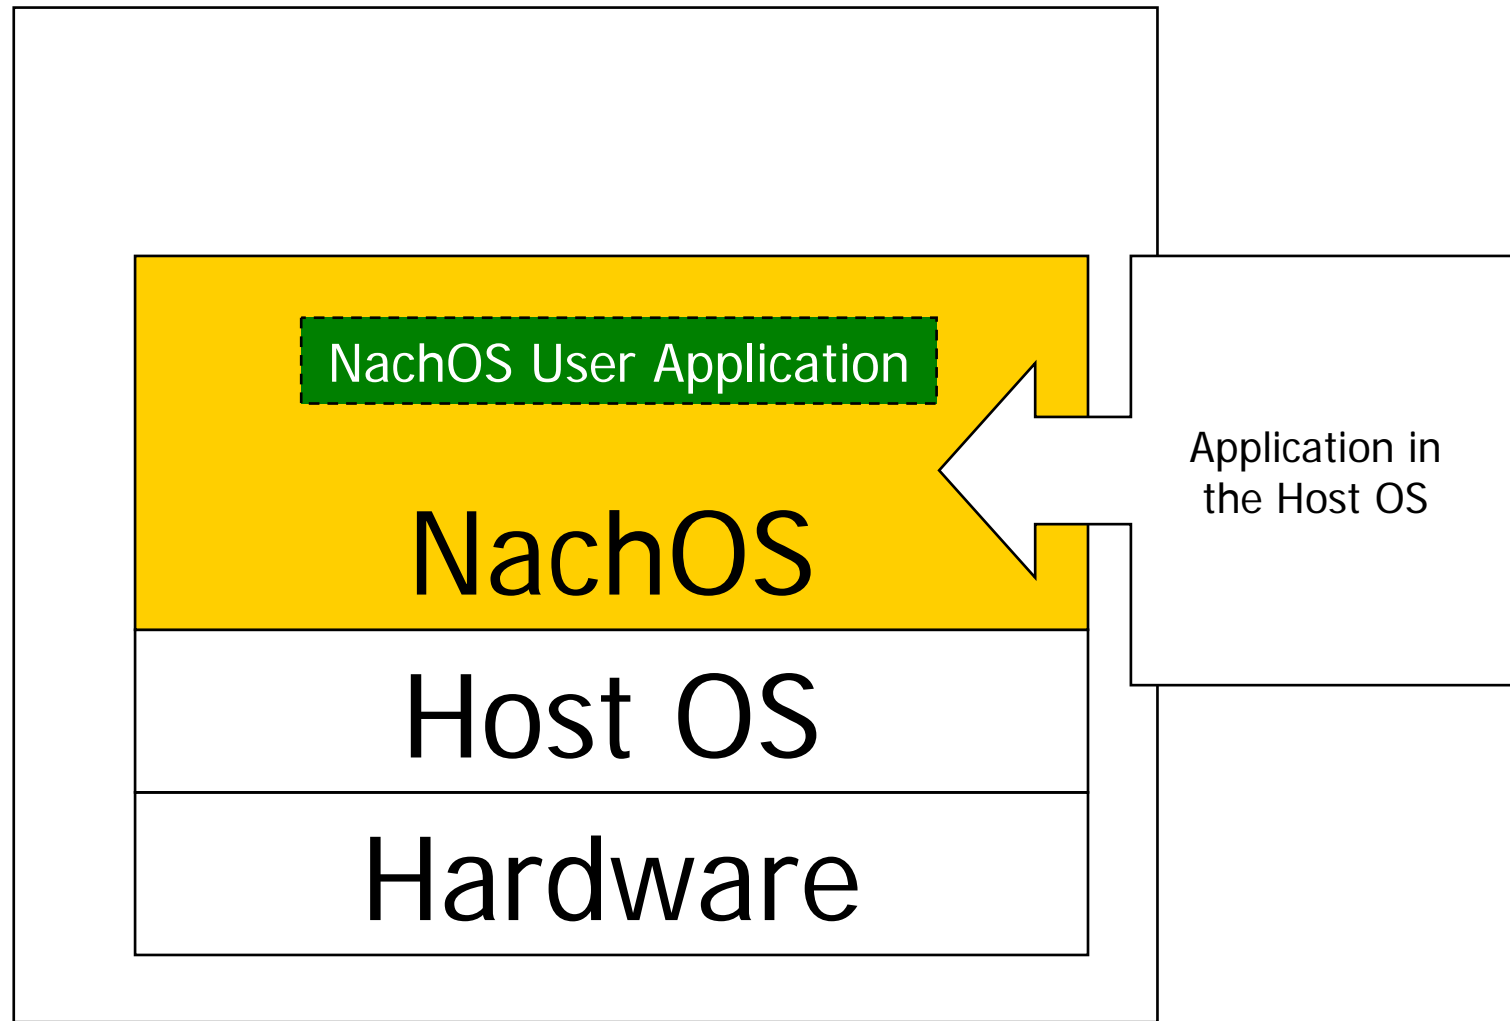 NachOS User Application
NachOS
Application in
the Host OS
Host OS
Hardware